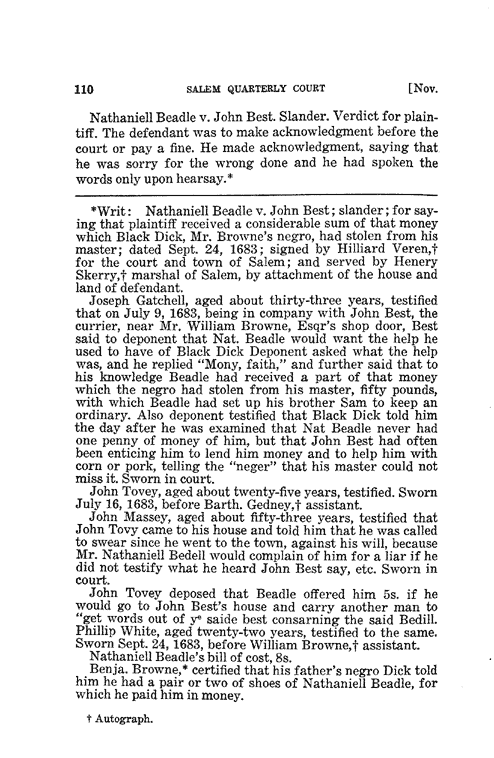 110 SALEM QUARTERLY COURT [Nov.
Nathaniell Beadle v. John Best. Slander. Verdict for plain-
tiff. The defendant was to make acknowledgment before the
court or pay a fine. He made acknowledgment, saying that
he was sorry for the wrong done and he had spoken the
words only upon hearsay.*
*Writ: Nathaniell Beadle v. John Best; slander; for say-
ing that plaintiff received a considerable sum of that money
which Black Dick, Mr. Browne's negro, had stolen from his
master; dated Sept. 24, 1683; signed by Hilliard Veren,†
for the court and town of Salem; and served by Henery
Skerry,† marshal of Salem, by attachment of the house and
land of defendant.
Joseph Gatchell, aged about thirty-three years, testified
that on July 9, 1683, being in company with John Best, the
currier, near Mr. William Browne, Esqr's shop door, Best
said to deponent that Nat. Beadle would want the help he
used to have of Black Dick Deponent asked what the help
was, and he replied "Mony, faith," and further said that to
his knowledge Beadle had received a part of that money
which the negro had stolen from his master, fifty pounds,
with which Beadle had set up his brother Sam to keep an
ordinary. Also deponent testified that Black Dick told him
the day after he was examined that Nat Beadle never had
one penny of money of him, but that John Best had often
been enticing him to lend him money and to help him with
corn or pork, telling the "neger" that his master could not
miss it. Sworn in court.
John Tovey, aged about twenty-five years, testified. Sworn
July 16, 1683, before Barth. Gedney,† assistant.
John Massey, aged about fifty-three years, testified that
John Tovy came to his house and told him that he was called
to swear since he went to the town, against his will, because
Mr. Nathaniell Bedell would complain of him for a liar if he
did not testify what he heard John Best say, etc. Sworn in
court.
John Tovey deposed that Beadle offered him 5s. if he
would go to John Best's house and carry another man to
"get words out of yᵉ saide best consarning the said Bedill.
Phillip White, aged twenty-two years, testified to the same.
Sworn Sept. 24, 1683, before William Browne,† assistant.
Nathaniell Beadle's bill of cost, 8s.
Benja. Browne,* certified that his father's negro Dick told
him he had a pair or two of shoes of Nathaniell Beadle, for
which he paid him in money.
† Autograph.